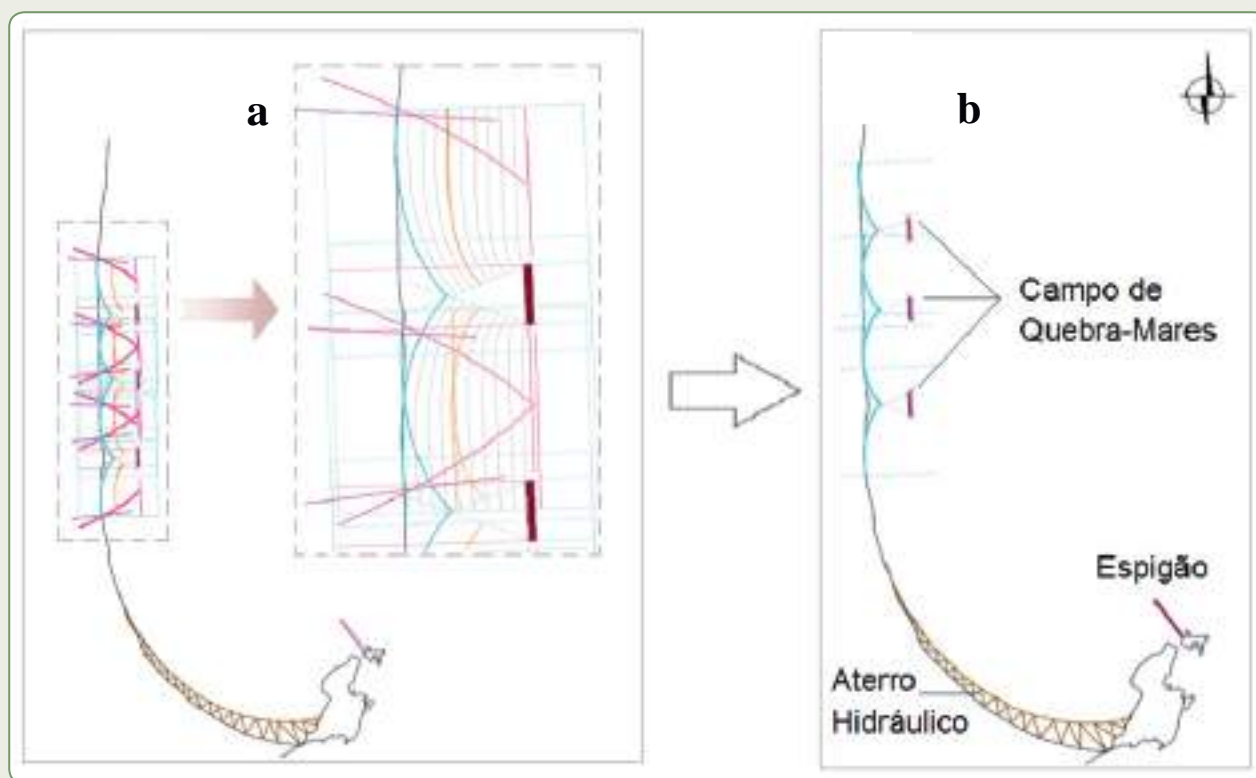 a
b
Campo de
Quebra-Mares
Espigão
Aterro
Hidráulico